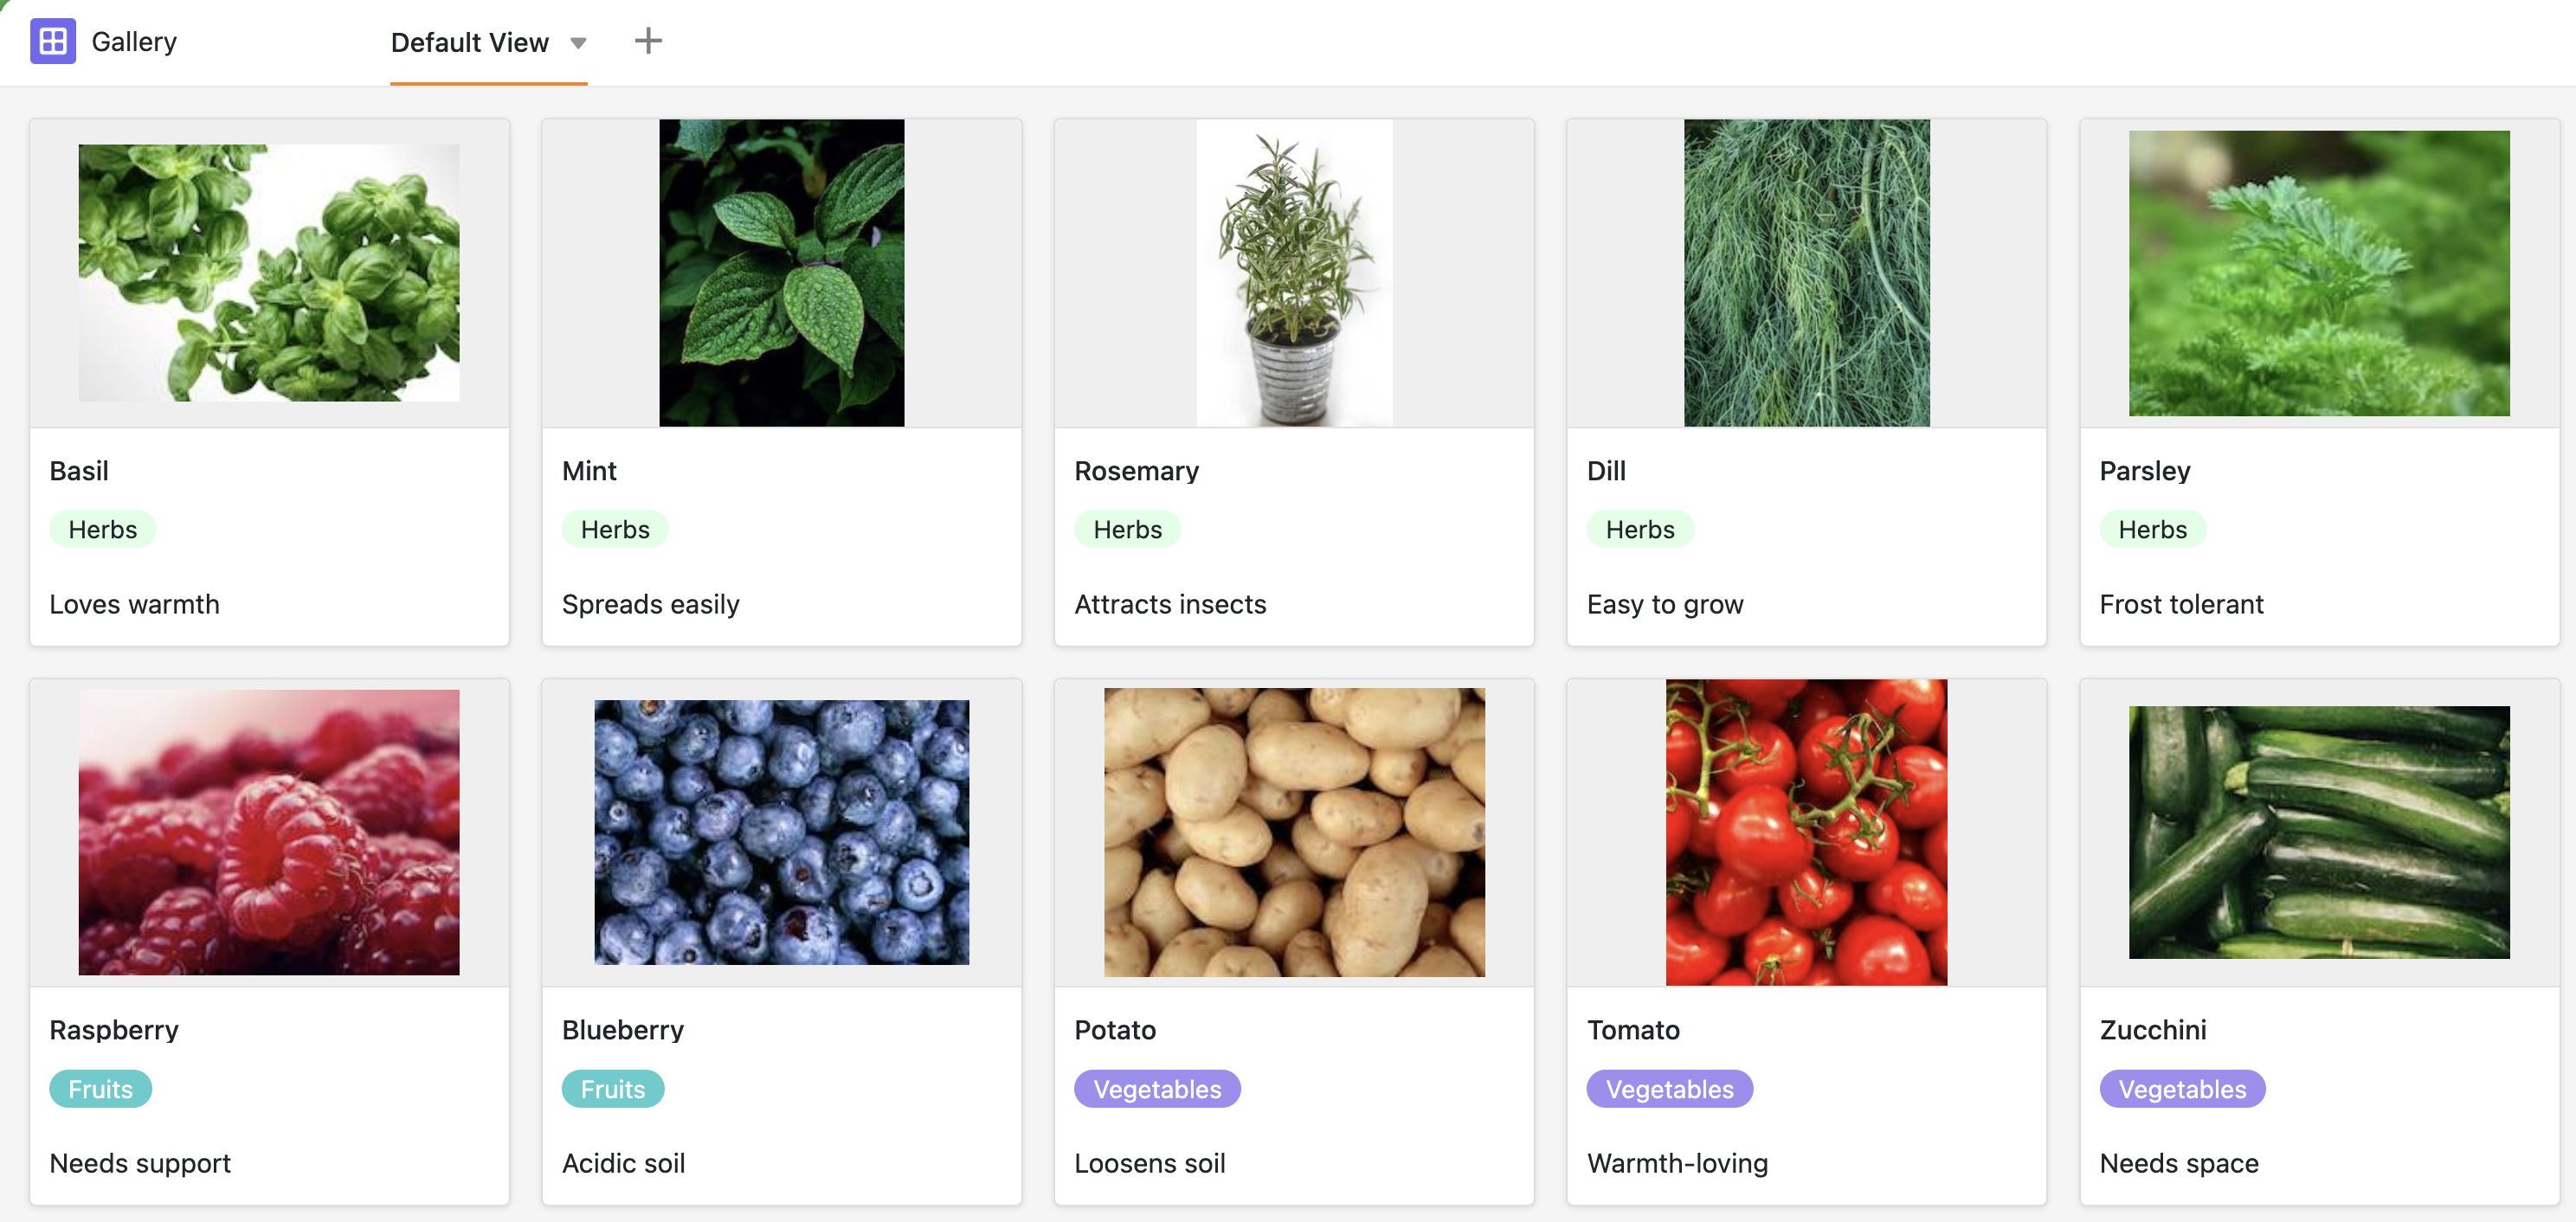 Gallery
Default View
Basil
Herbs
Loves warmth
Mint
Herbs
Spreads easily
Rosemary
Herbs
Attracts insects
Dill
Herbs
Easy to grow
Parsley
Herbs
Frost tolerant
Raspberry
Fruits
Needs support
Blueberry
Fruits
Acidic soil
Potato
Vegetables
Loosens soil
Tomato
Vegetables
Warmth-loving
Zucchini
Vegetables
Needs space